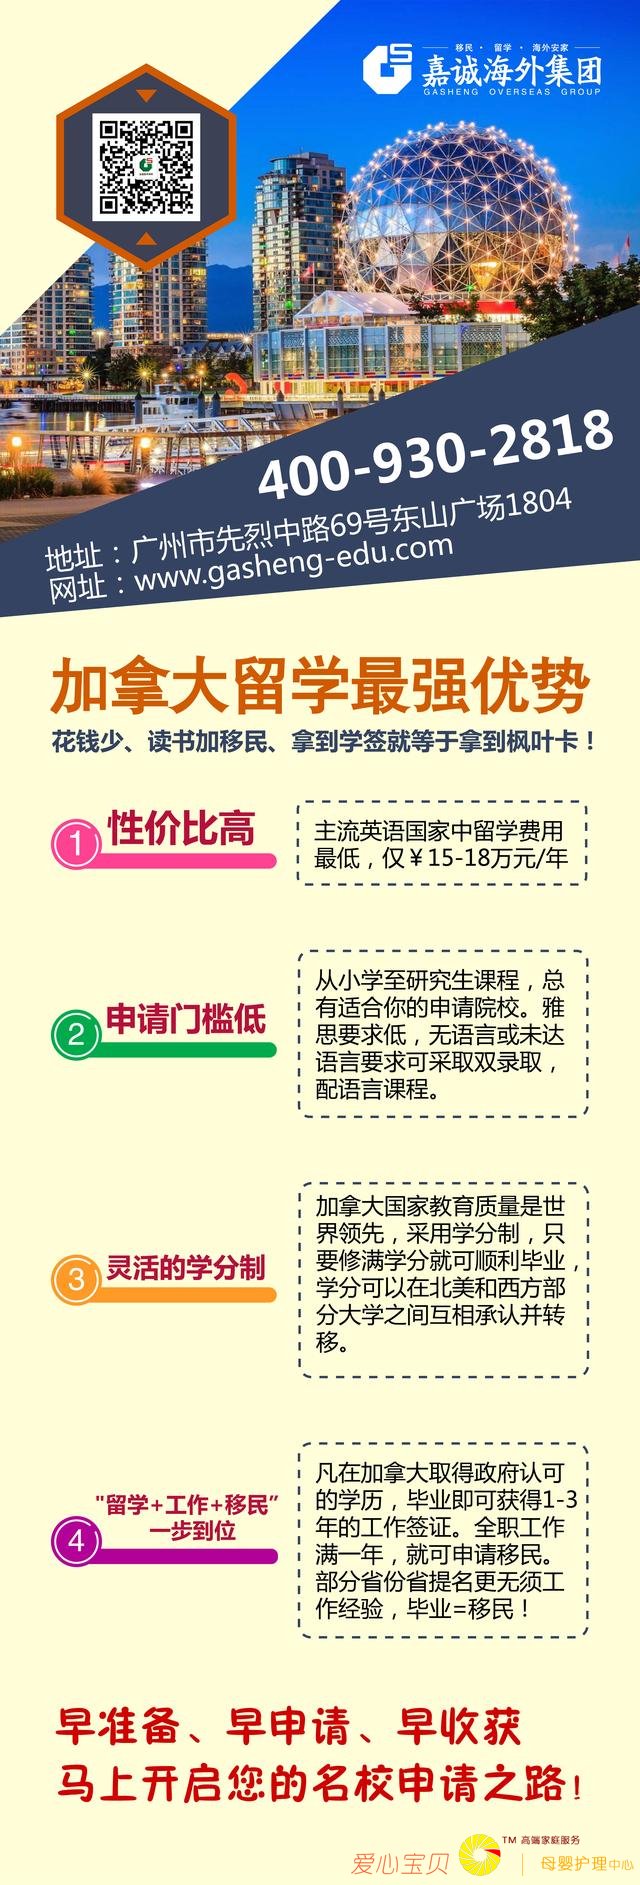 移民 · 留学 · 海外安家
嘉诚海外集团
GASHENG OVERSEAS GROUP
400-930-2818
地址：广州市先烈中路69号东山广场1804
网址：www.gasheng-edu.com
加拿大留学最强优势
花钱少、读书加移民、拿到学签就等于拿到枫叶卡！
1
性价比高
主流英语国家中留学费用
最低，仅￥15-18万元/年
2
申请门槛低
从小学至研究生课程，总
有适合你的申请院校。雅
思要求低，无语言或未达
语言要求可采取双录取，
配语言课程。
3
灵活的学分制
加拿大国家教育质量是世
界领先，采用学分制，只
要修满学分就可顺利毕业，
学分可以在北美和西方部
分大学之间互相承认并转
移。
4
"留学+工作+移民”
一步到位
凡在加拿大取得政府认可
的学历，毕业即可获得1-3
年的工作签证。全职工作
满一年，就可申请移民。
部分省份省提名更无须工
作经验，毕业=移民！
早准备、早申请、早收获
马上开启您的名校申请之路!
爱心宝贝
TM 高端家庭服务
母婴护理中心